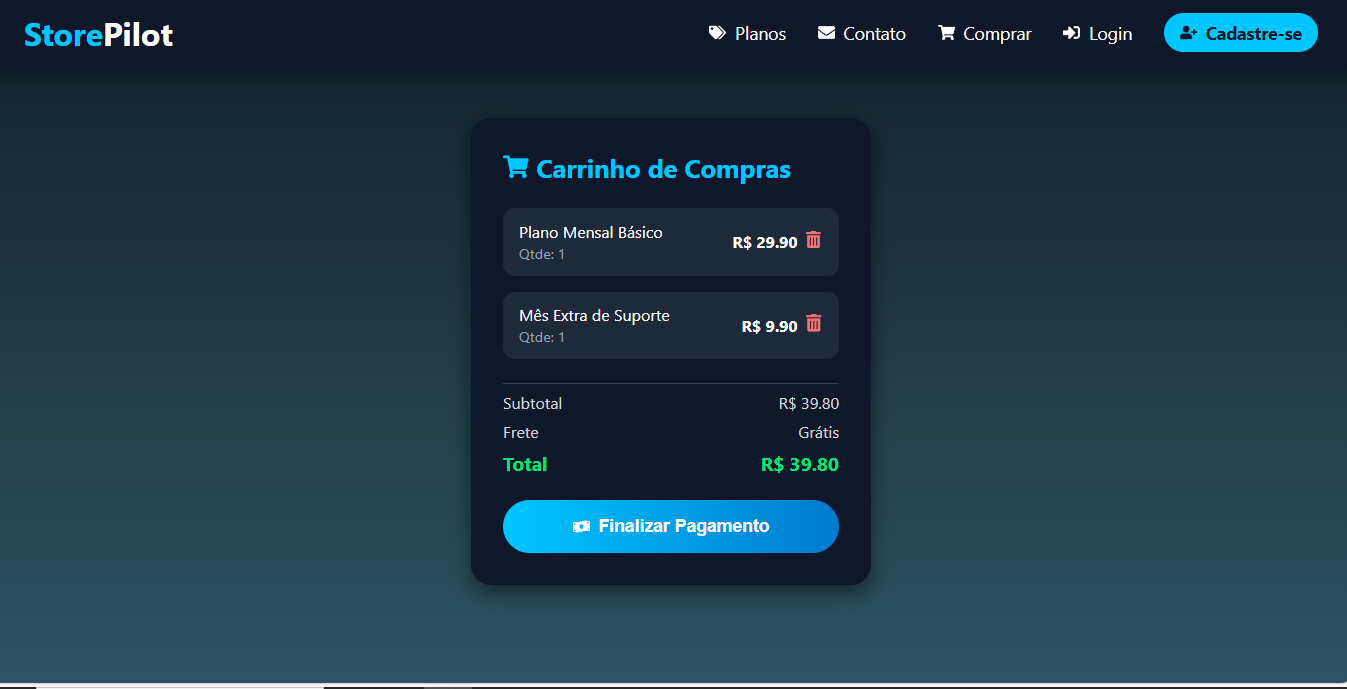 StorePilot
Planos Contato Comprar Login Cadastre-se
Carrinho de Compras
Plano Mensal Básico
Qtde: 1
R$ 29.90
Mês Extra de Suporte
Qtde: 1
R$ 9.90
Subtotal R$ 39.80
Frete Grátis
Total R$ 39.80
Finalizar Pagamento